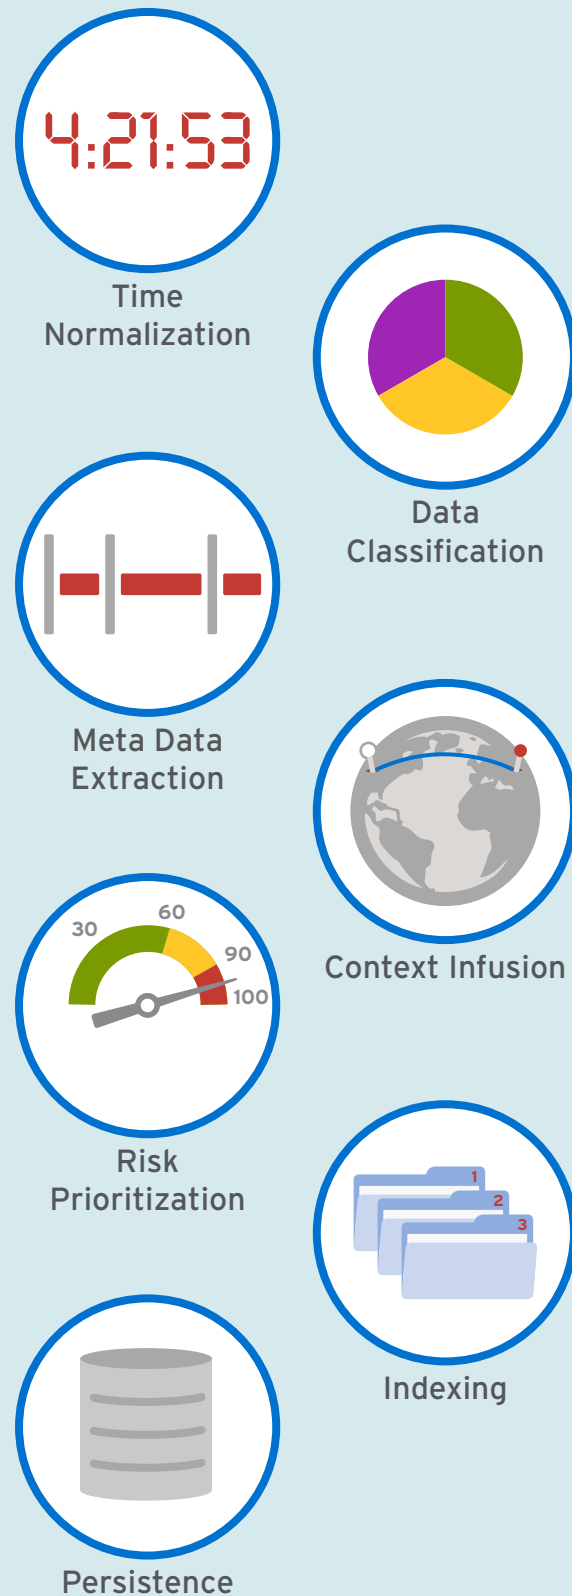 4:21:53
Time
Normalization
Data
Classification
Meta Data
Extraction
Context Infusion
30
60
90
100
Risk
Prioritization
1
2
3
Indexing
Persistence